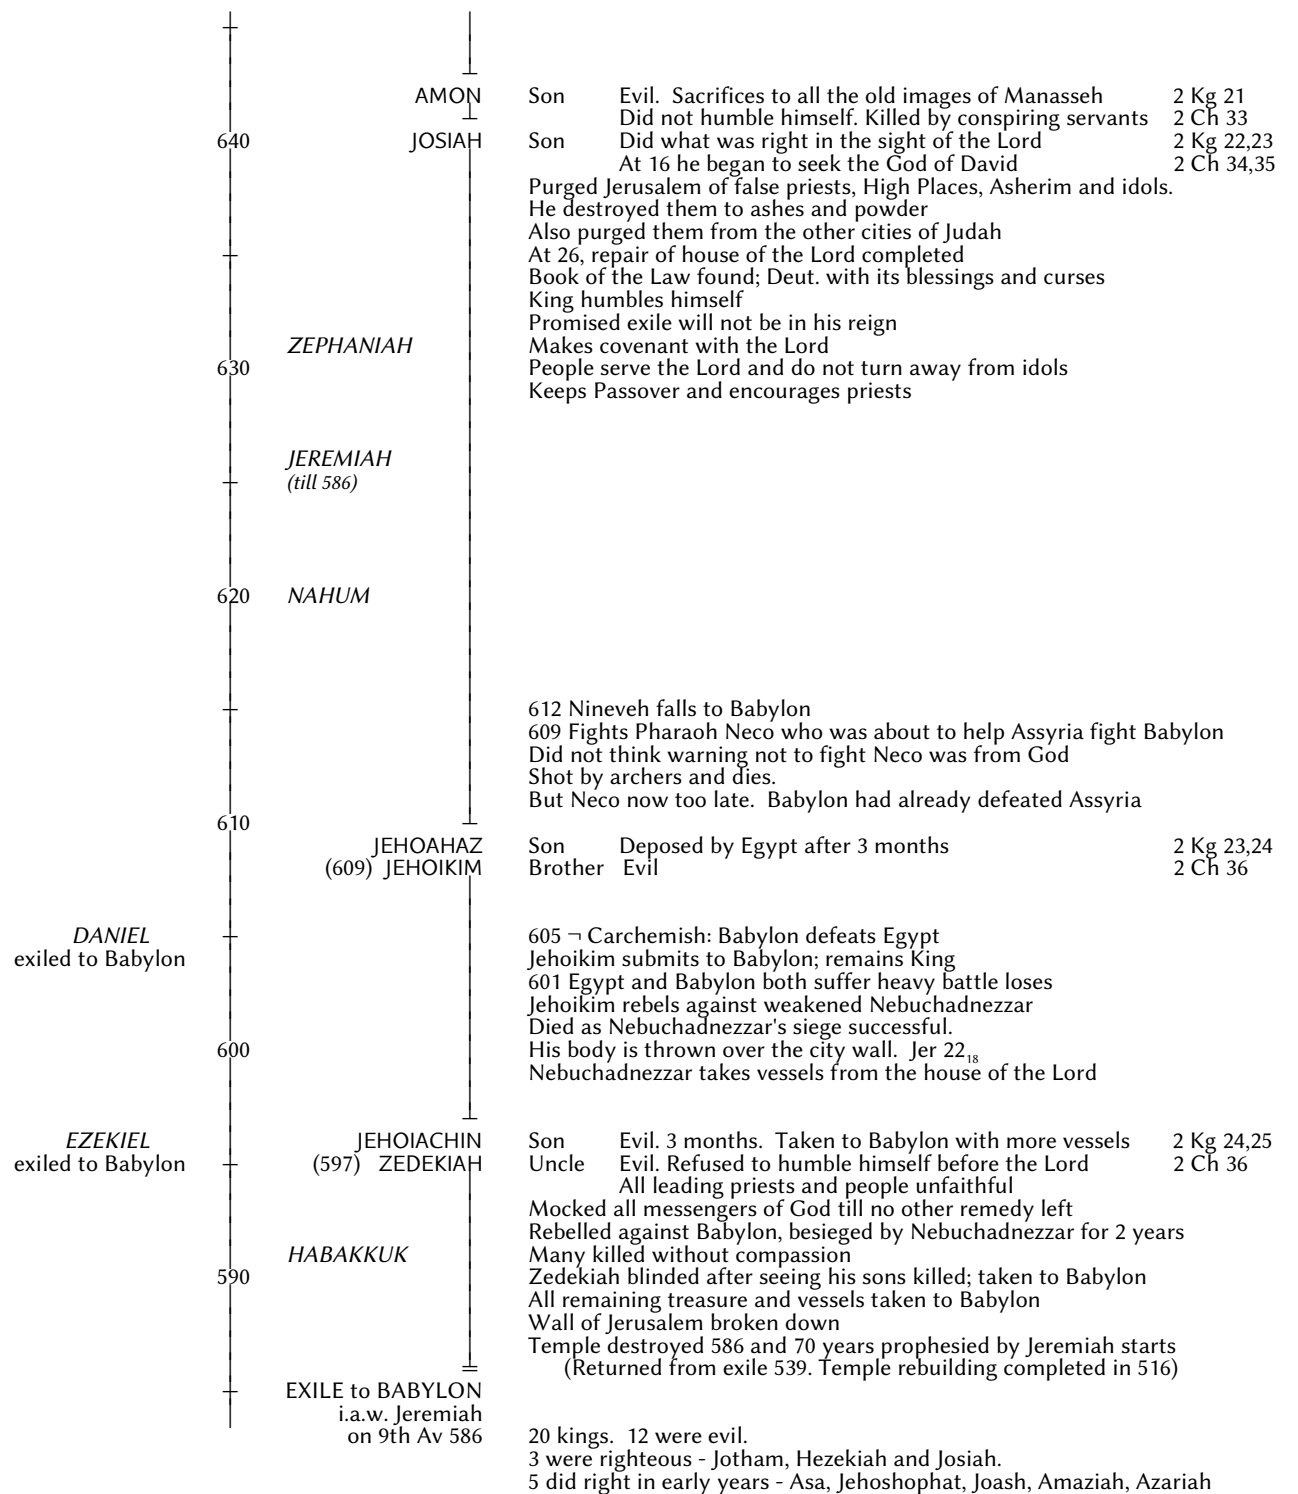 AMON Son Evil. Sacrifices to all the old images of Manasseh 2 Kg 21
Did not humble himself. Killed by conspiring servants 2 Ch 33
640 JOSIAH Son Did what was right in the sight of the Lord 2 Kg 22,23
At 16 he began to seek the God of David 2 Ch 34,35
Purged Jerusalem of false priests, High Places, Asherim and idols.
He destroyed them to ashes and powder
Also purged them from the other cities of Judah
At 26, repair of house of the Lord completed
Book of the Law found; Deut. with its blessings and curses
King humbles himself
Promised exile will not be in his reign
ZEPHANIAH Makes covenant with the Lord
630 People serve the Lord and do not turn away from idols
Keeps Passover and encourages priests
JEREMIAH
(till 586)
620 NAHUM
612 Nineveh falls to Babylon
609 Fights Pharaoh Neco who was about to help Assyria fight Babylon
Did not think warning not to fight Neco was from God
Shot by archers and dies.
But Neco now too late. Babylon had already defeated Assyria
610
JEHOAHAZ Son Deposed by Egypt after 3 months 2 Kg 23,24
(609) JEHOIKIM Brother Evil 2 Ch 36
DANIEL 605 ¬ Carchemish: Babylon defeats Egypt
exiled to Babylon Jehoikim submits to Babylon; remains King
601 Egypt and Babylon both suffer heavy battle loses
Jehoikim rebels against weakened Nebuchadnezzar
Died as Nebuchadnezzar's siege successful.
600 His body is thrown over the city wall. Jer 22₁₈
Nebuchadnezzar takes vessels from the house of the Lord
EZEKIEL JEHOIACHIN Son Evil. 3 months. Taken to Babylon with more vessels 2 Kg 24,25
exiled to Babylon (597) ZEDEKIAH Uncle Evil. Refused to humble himself before the Lord 2 Ch 36
All leading priests and people unfaithful
Mocked all messengers of God till no other remedy left
Rebelled against Babylon, besieged by Nebuchadnezzar for 2 years
HABAKKUK Many killed without compassion
590 Zedekiah blinded after seeing his sons killed; taken to Babylon
All remaining treasure and vessels taken to Babylon
Wall of Jerusalem broken down
Temple destroyed 586 and 70 years prophesied by Jeremiah starts
(Returned from exile 539. Temple rebuilding completed in 516)
EXILE to BABYLON
i.a.w. Jeremiah
on 9th Av 586 20 kings. 12 were evil.
3 were righteous - Jotham, Hezekiah and Josiah.
5 did right in early years - Asa, Jehoshophat, Joash, Amaziah, Azariah